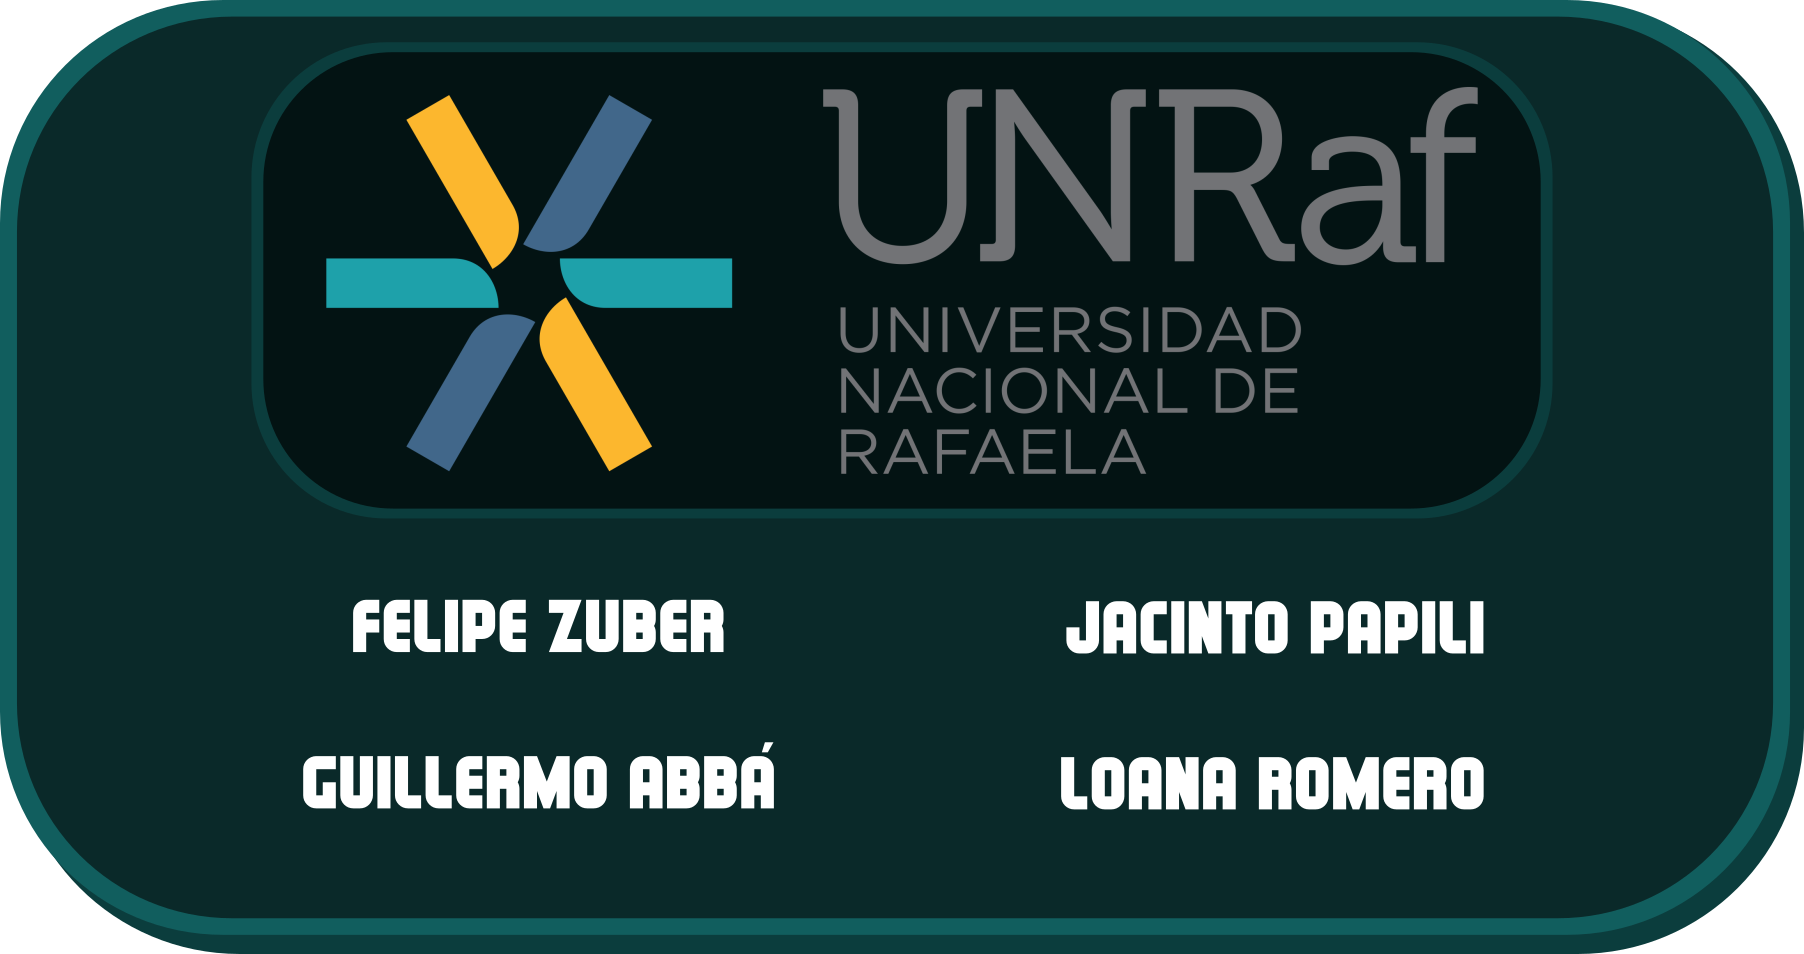 UNRaf
UNIVERSIDAD
NACIONAL DE
RAFAELA
FELIPE ZUBER
JACINTO PAPILI
GUILLERMO ABBÁ
LOANA ROMERO